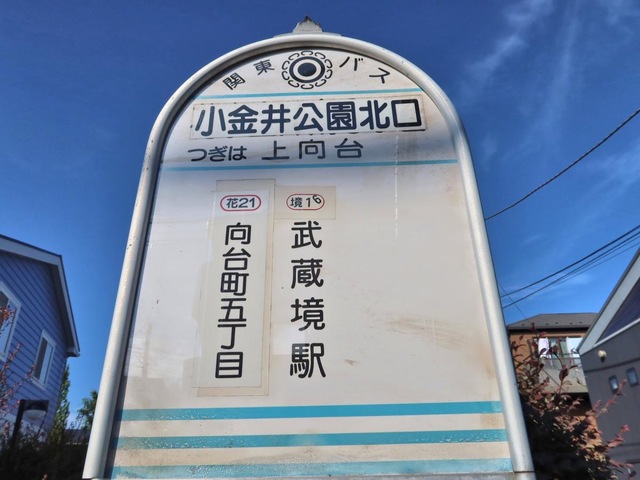 関東バス
小金井公園北口
つぎは 上向台
境16
武蔵境駅
花21
向台町五丁目